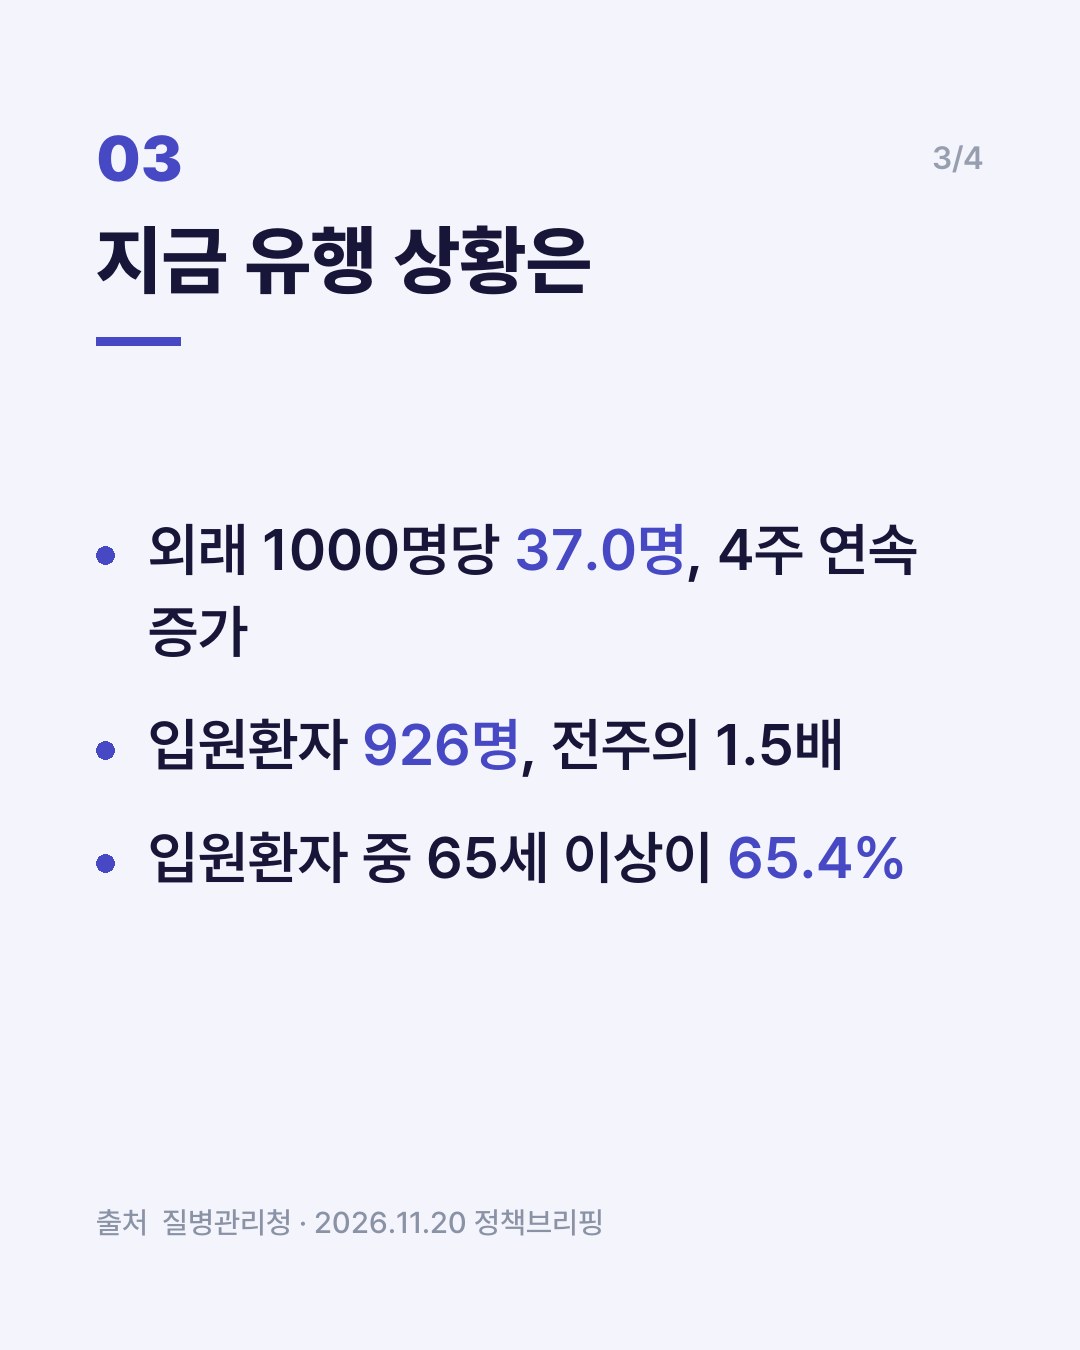 03
3/4
지금 유행 상황은
외래 1000명당 37.0명, 4주 연속
증가
입원환자 926명, 전주의 1.5배
입원환자 중 65세 이상이 65.4%
출처 질병관리청 · 2026.11.20 정책브리핑